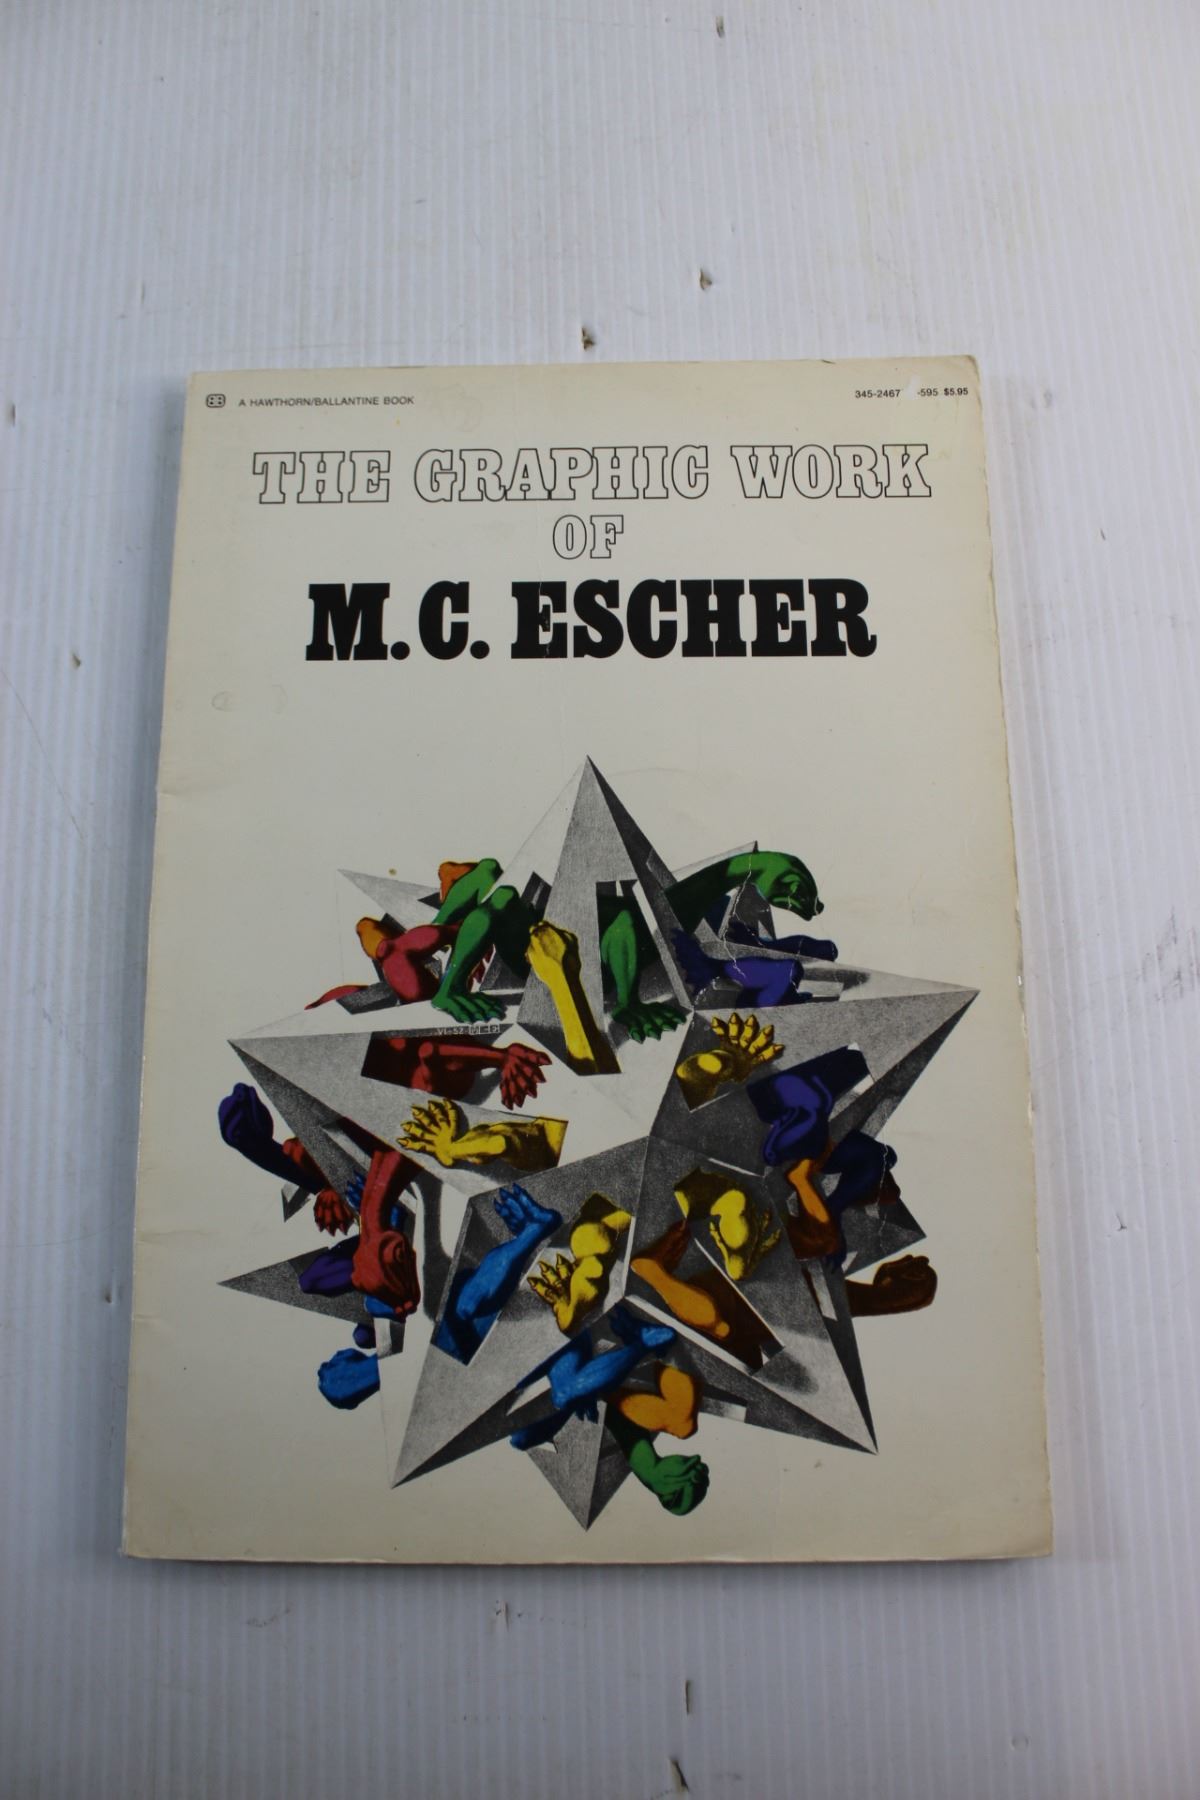 A HAWTHORN/BALLANTINE BOOK
345-2467 -595 $5.95
THE GRAPHIC WORK
OF
M.C. ESCHER